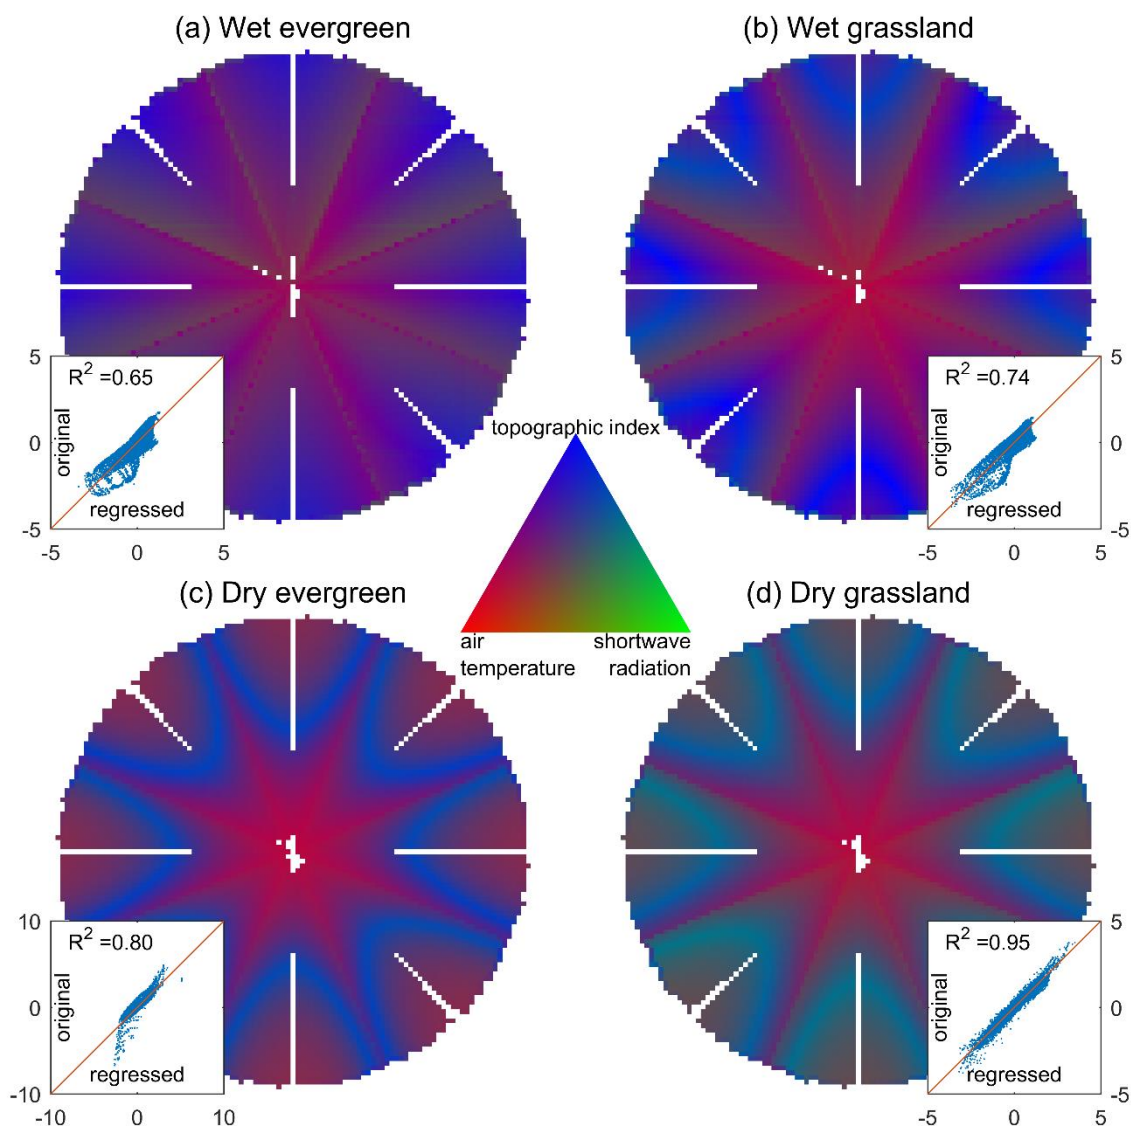 (a) Wet evergreen
(b) Wet grassland
5
R² =0.65
0
original
regressed
-5
-5 0 5
R² =0.74
5
0
original
regressed
-5
-5 0 5
topographic index
air
temperature
shortwave
radiation
(c) Dry evergreen
(d) Dry grassland
10
R² =0.80
0
original
regressed
-10
-10 0 10
R² =0.95
5
0
original
regressed
-5
-5 0 5